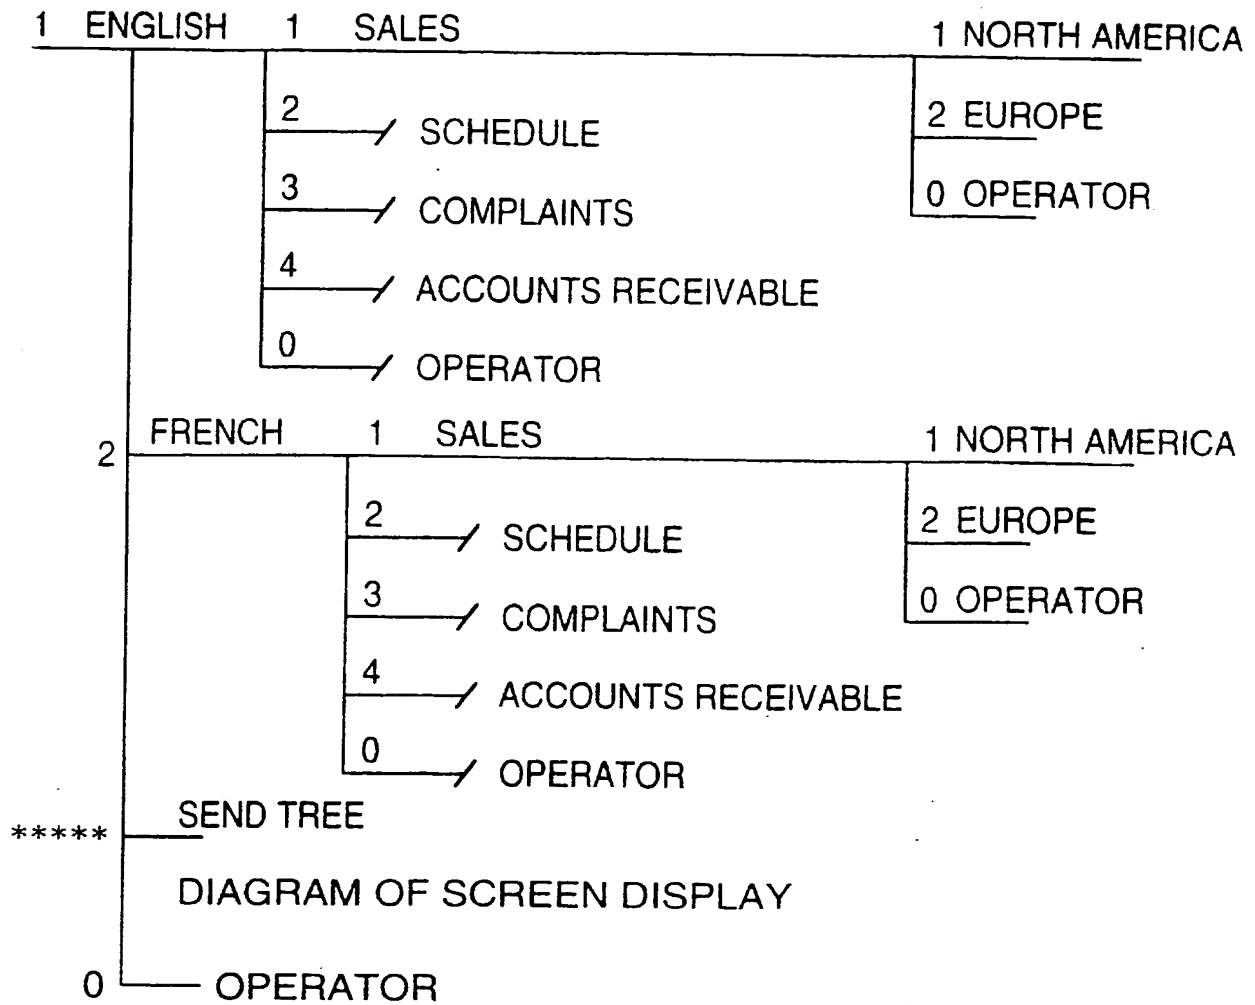 1 ENGLISH 1 SALES 1 NORTH AMERICA
2 SCHEDULE 2 EUROPE
3 COMPLAINTS 0 OPERATOR
4 ACCOUNTS RECEIVABLE
0 OPERATOR
2 FRENCH 1 SALES 1 NORTH AMERICA
2 SCHEDULE 2 EUROPE
3 COMPLAINTS 0 OPERATOR
4 ACCOUNTS RECEIVABLE
0 OPERATOR
***** SEND TREE
DIAGRAM OF SCREEN DISPLAY
0 OPERATOR